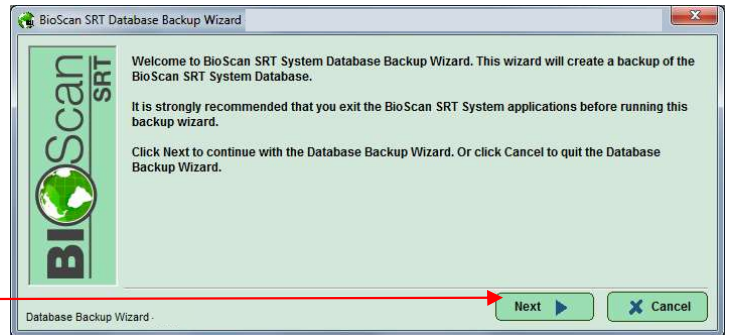 BioScan SRT Database Backup Wizard
BIOScan
SRT
Welcome to BioScan SRT System Database Backup Wizard. This wizard will create a backup of the
BioScan SRT System Database.
It is strongly recommended that you exit the BioScan SRT System applications before running this
backup wizard.
Click Next to continue with the Database Backup Wizard. Or click Cancel to quit the Database
Backup Wizard.
Next
Cancel
Database Backup Wizard